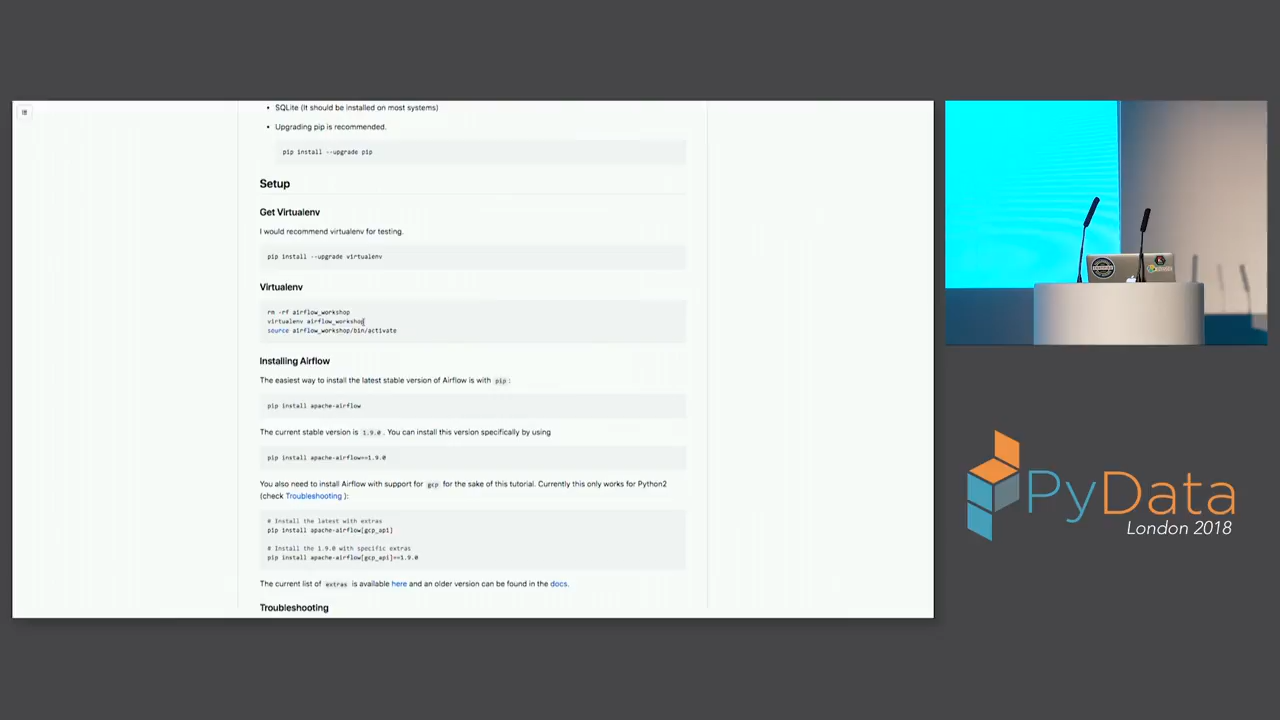 SQLite (It should be installed on most systems)
Upgrading pip is recommended.
pip install --upgrade pip
Setup
Get Virtualenv
I would recommend virtualenv for testing.
pip install --upgrade virtualenv
Virtualenv
rm -rf airflow_workshop
virtualenv airflow_workshop
source airflow_workshop/bin/activate
Installing Airflow
The easiest way to install the latest stable version of Airflow is with pip :
pip install apache-airflow
The current stable version is 1.9.0 . You can install this version specifically by using
pip install apache-airflow==1.9.0
You also need to install Airflow with support for gcp for the sake of this tutorial. Currently this only works for Python2
(check Troubleshooting ):
# Install the latest with extras
pip install apache-airflow[gcp_api]
# Install the 1.9.0 with specific extras
pip install apache-airflow[gcp_api]==1.9.0
The current list of extras is available here and an older version can be found in the docs.
Troubleshooting
PyData
London 2018